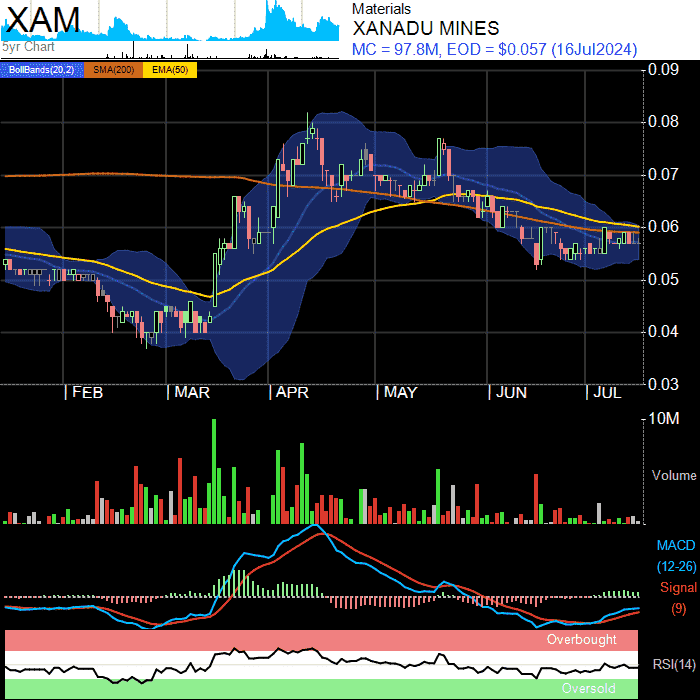 XAM
5yr Chart
Materials
XANADU MINES
MC = 97.8M, EOD = $0.057 (16Jul2024)
BollBands(20,2) SMA(200) EMA(50)
0.09
0.08
0.07
0.06
0.05
0.04
0.03
FEB MAR APR MAY JUN JUL
10M
Volume
MACD
(12-26)
Signal
(9)
Overbought
RSI(14)
Oversold